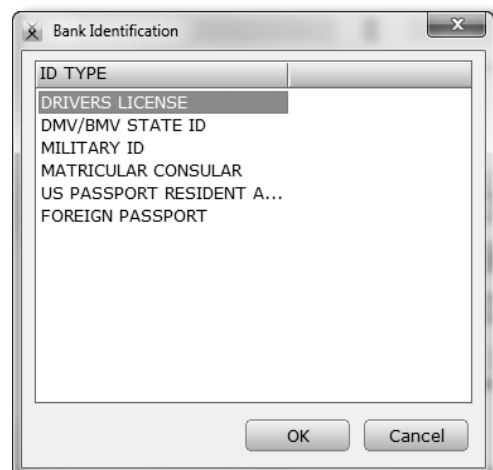 Bank Identification
ID TYPE
DRIVERS LICENSE
DMV/BMV STATE ID
MILITARY ID
MATRICULAR CONSULAR
US PASSPORT RESIDENT A...
FOREIGN PASSPORT
OK Cancel